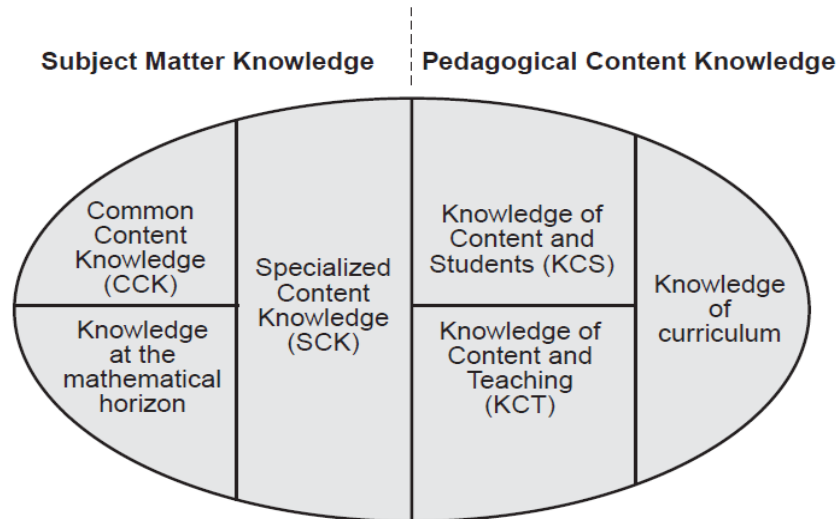 Subject Matter Knowledge
Pedagogical Content Knowledge
Common
Content
Knowledge
(CCK)
Knowledge
at the
mathematical
horizon
Specialized
Content
Knowledge
(SCK)
Knowledge of
Content and
Students (KCS)
Knowledge of
Content and
Teaching
(KCT)
Knowledge
of
curriculum